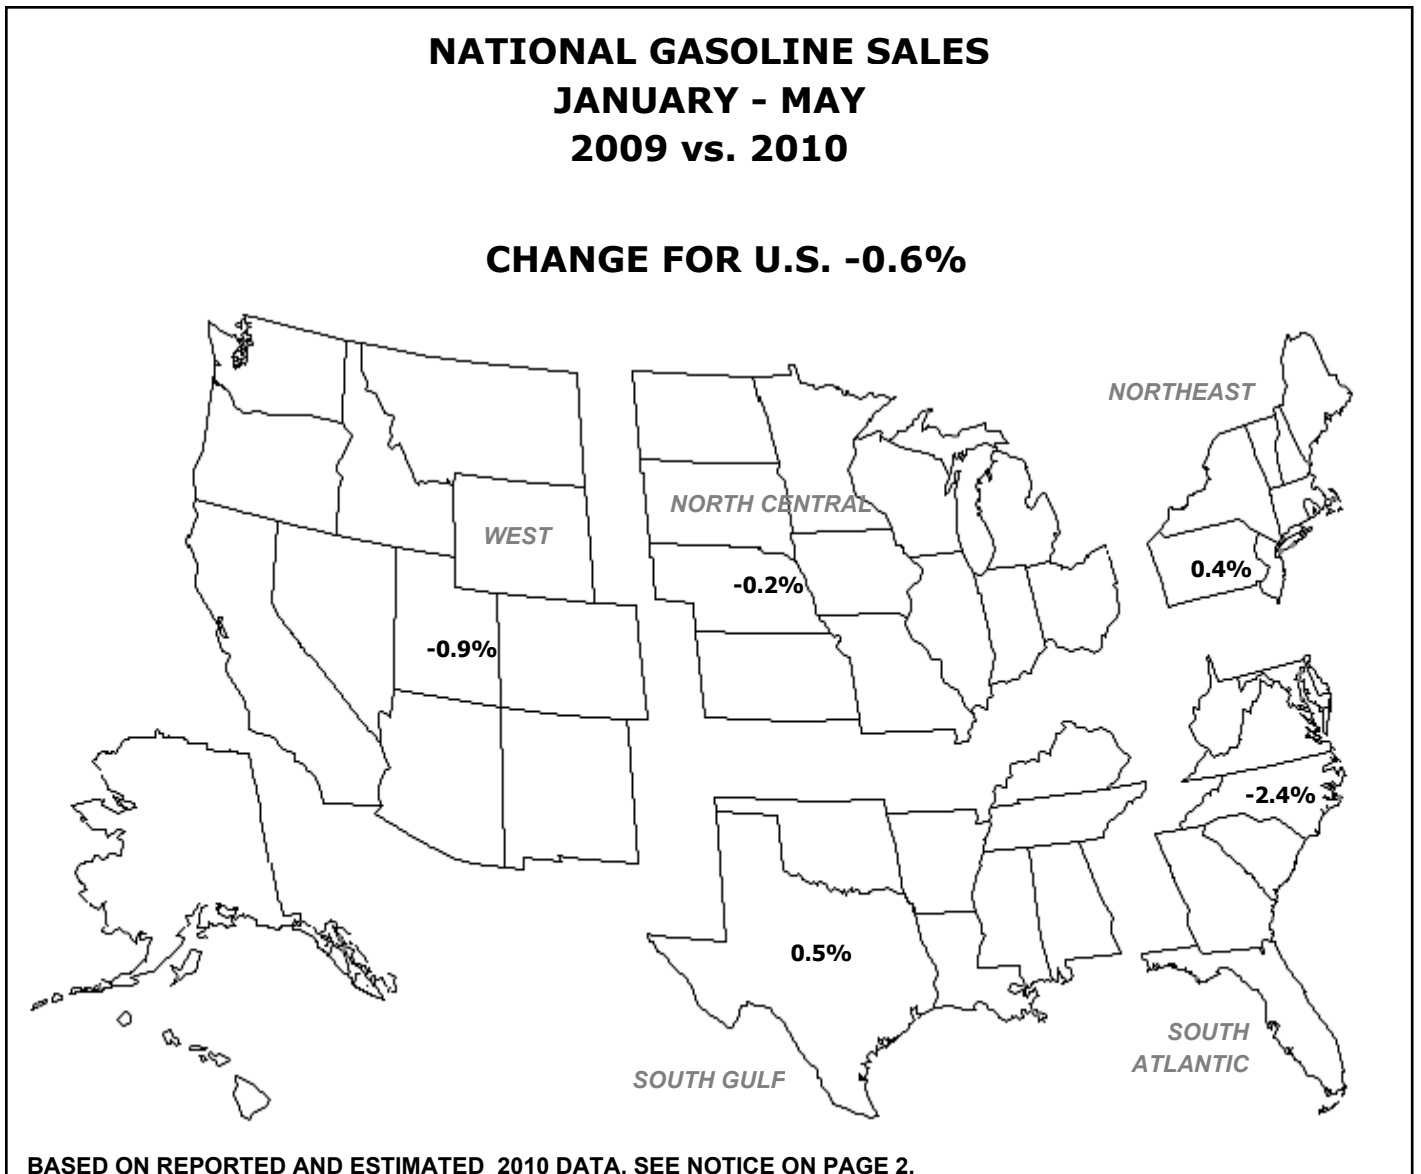 NATIONAL GASOLINE SALES
JANUARY - MAY
2009 vs. 2010
CHANGE FOR U.S. -0.6%
NORTHEAST
NORTH CENTRAL
WEST
0.4%
-0.2%
-0.9%
-2.4%
0.5%
SOUTH
ATLANTIC
SOUTH GULF
BASED ON REPORTED AND ESTIMATED 2010 DATA. SEE NOTICE ON PAGE 2.